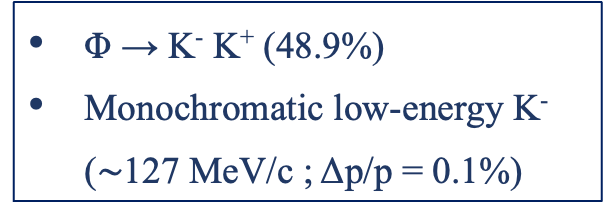 • Φ → K⁻ K⁺ (48.9%)
• Monochromatic low-energy K⁻
(~127 MeV/c ; Δp/p = 0.1%)